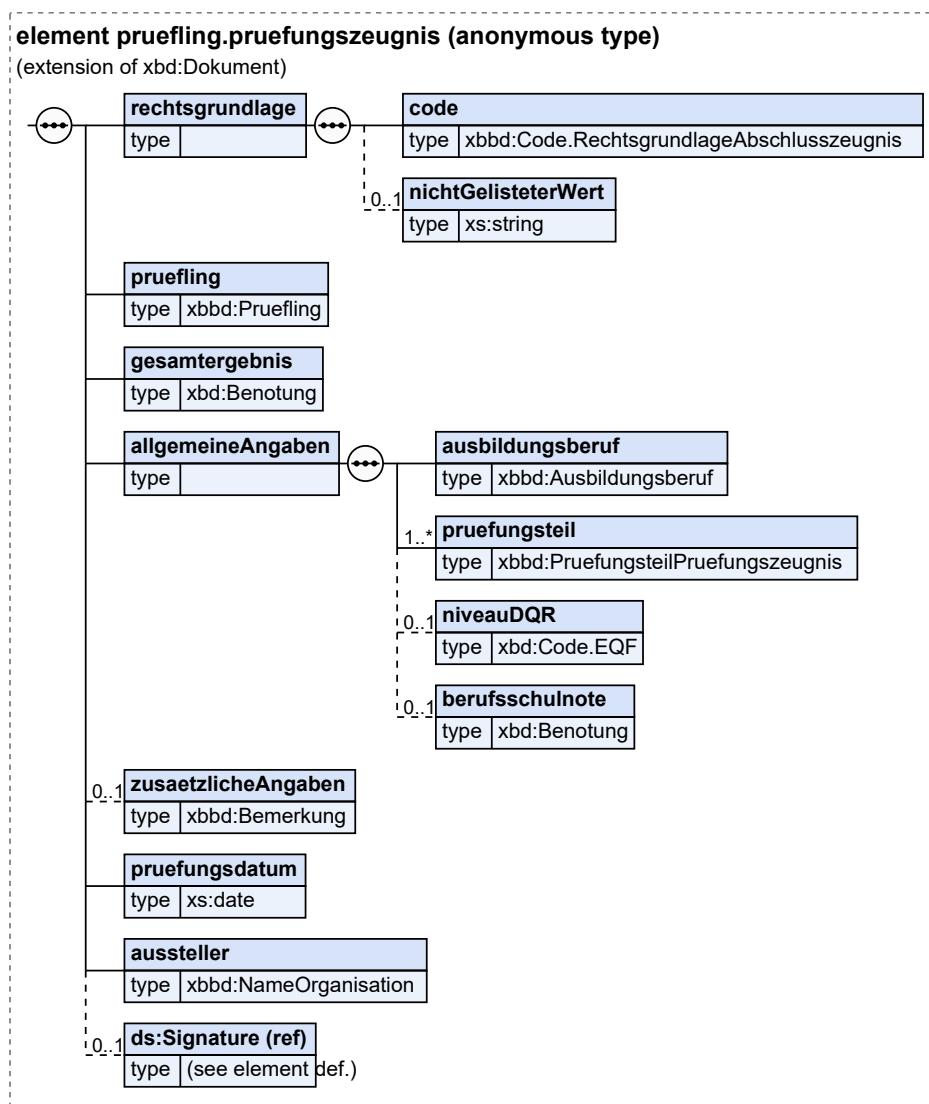 element pruefling.pruefungszeugnis (anonymous type)
(extension of xbd:Dokument)
rechtsgrundlage
type
code
type xbbd:Code.RechtsgrundlageAbschlusszeugnis
0..1 nichtGelisteterWert
type xs:string
pruefling
type xbbd:Pruefling
gesamtergebnis
type xbd:Benotung
allgemeineAngaben
type
ausbildungsberuf
type xbbd:Ausbildungsberuf
1..* pruefungsteil
type xbbd:PruefungsteilPruefungszeugnis
0..1 niveauDQR
type xbd:Code.EQF
0..1 berufsschulnote
type xbd:Benotung
0..1 zusaetzlicheAngaben
type xbbd:Bemerkung
pruefungsdatum
type xs:date
aussteller
type xbbd:NameOrganisation
0..1 ds:Signature (ref)
type (see element def.)